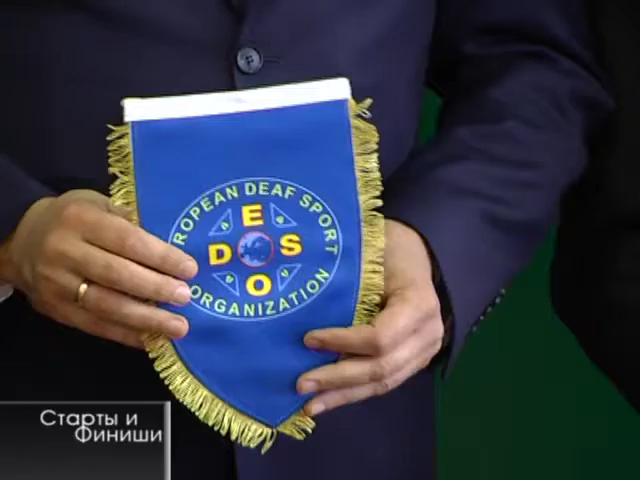 ROPEAN DEAF SPORT
E
D S
O
ORGANIZATION
Старты и
Финиши